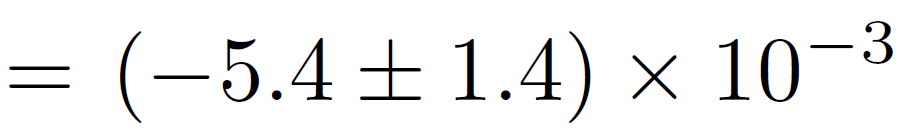 = (−5.4 ± 1.4) × 10⁻³